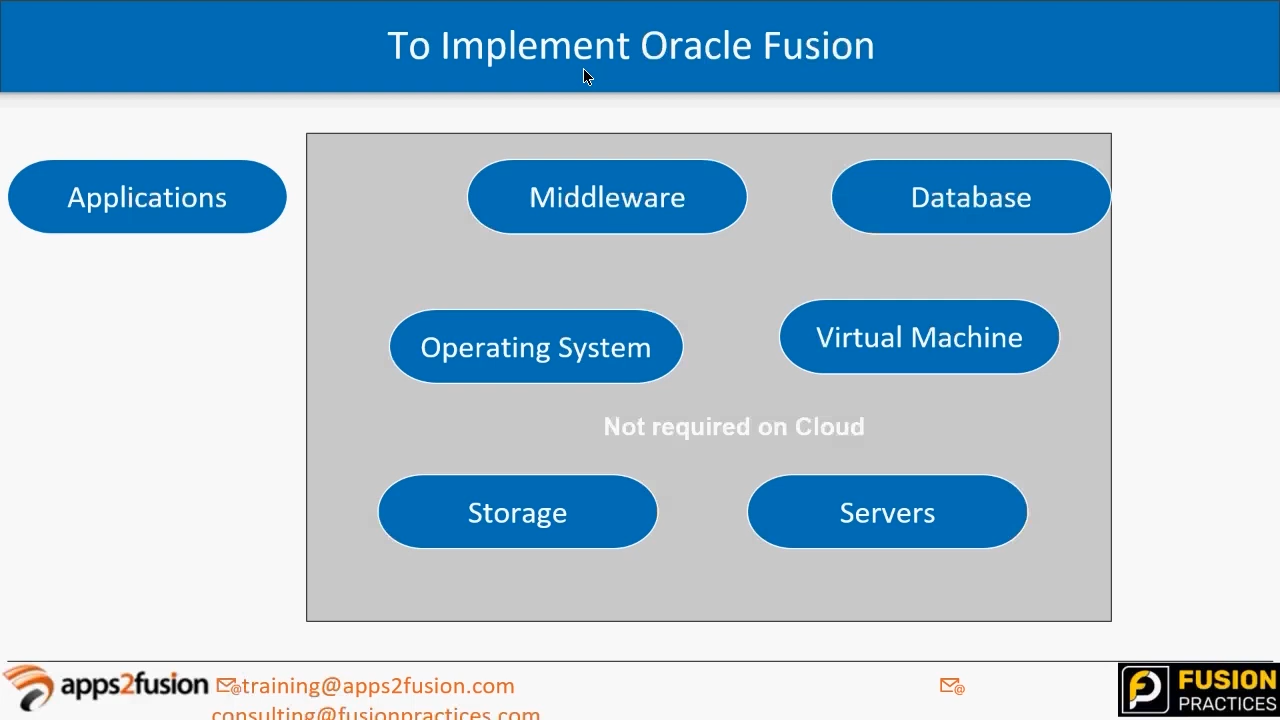 To Implement Oracle Fusion
Applications
Middleware
Database
Operating System
Virtual Machine
Not required on Cloud
Storage
Servers
apps2fusion
training@apps2fusion.com
consulting@fusionpractices.com
FUSION
PRACTICES